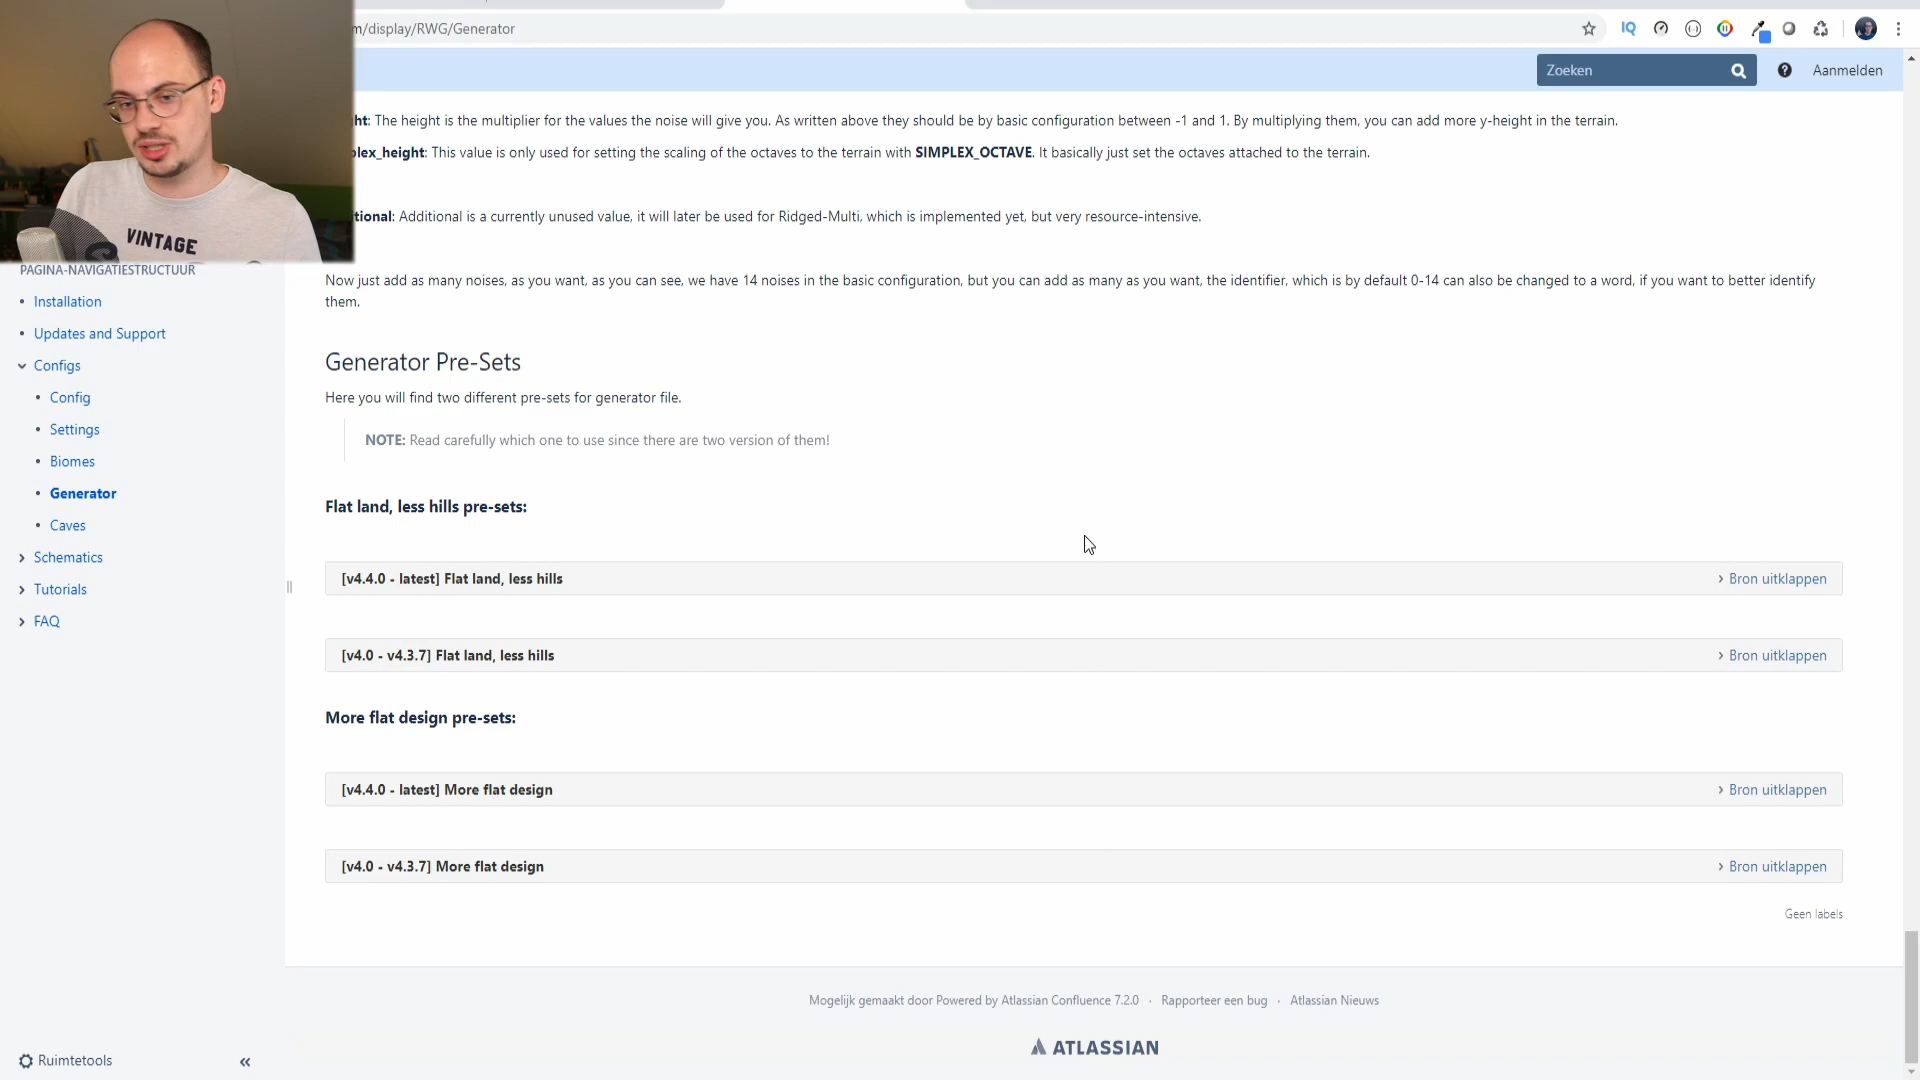 m/display/RWG/Generator
IQ
Zoeken
Aanmelden
ht: The height is the multiplier for the values the noise will give you. As written above they should be by basic configuration between -1 and 1. By multiplying them, you can add more y-height in the terrain.
plex_height: This value is only used for setting the scaling of the octaves to the terrain with SIMPLEX_OCTAVE. It basically just set the octaves attached to the terrain.
tional: Additional is a currently unused value, it will later be used for Ridged-Multi, which is implemented yet, but very resource-intensive.
VINTAGE
PAGINA-NAVIGATIESTRUCTUUR
Installation
Updates and Support
Configs
Config
Settings
Biomes
Generator
Caves
Schematics
Tutorials
FAQ
Now just add as many noises, as you want, as you can see, we have 14 noises in the basic configuration, but you can add as many as you want, the identifier, which is by default 0-14 can also be changed to a word, if you want to better identify
them.
Generator Pre-Sets
Here you will find two different pre-sets for generator file.
NOTE: Read carefully which one to use since there are two version of them!
Flat land, less hills pre-sets:
[v4.4.0 - latest] Flat land, less hills
Bron uitklappen
[v4.0 - v4.3.7] Flat land, less hills
Bron uitklappen
More flat design pre-sets:
[v4.4.0 - latest] More flat design
Bron uitklappen
[v4.0 - v4.3.7] More flat design
Bron uitklappen
Geen labels
Mogelijk gemaakt door Powered by Atlassian Confluence 7.2.0 · Rapporteer een bug · Atlassian Nieuws
ATLASSIAN
Ruimtetools